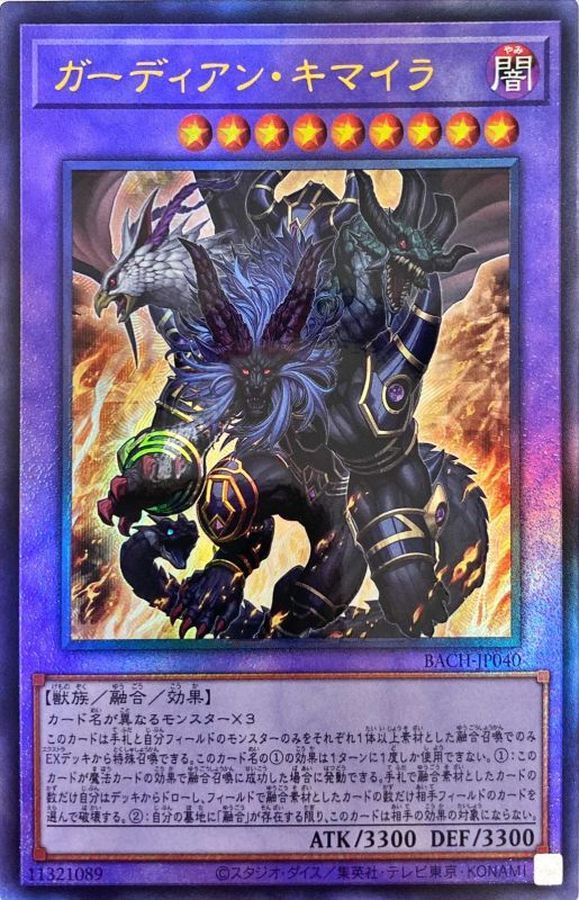 ガーディアン・キマイラ
やみ
闇
BACH-JP040
【獣族／融合／効果】
カード名が異なるモンスター×３
このカードは手札と自分フィールドのモンスターのみをそれぞれ1体以上素材とした融合召喚でのみ
EXデッキから特殊召喚できる。このカード名の①の効果は1ターンに1度しか使用できない。①：こ
のカードが魔法カードの効果で融合召喚に成功した場合に発動できる。手札で融合素材としたカードの
数だけ自分はデッキからドローし、フィールドで融合素材としたカードの数だけ相手フィールドのカードを
選んで破壊する。②：自分の墓地に「融合」が存在する限り、このカードは相手の効果の対象にならない。
ATK/3300 DEF/3300
11321089
©スタジオ・ダイス／集英社・テレビ東京・KONAMI